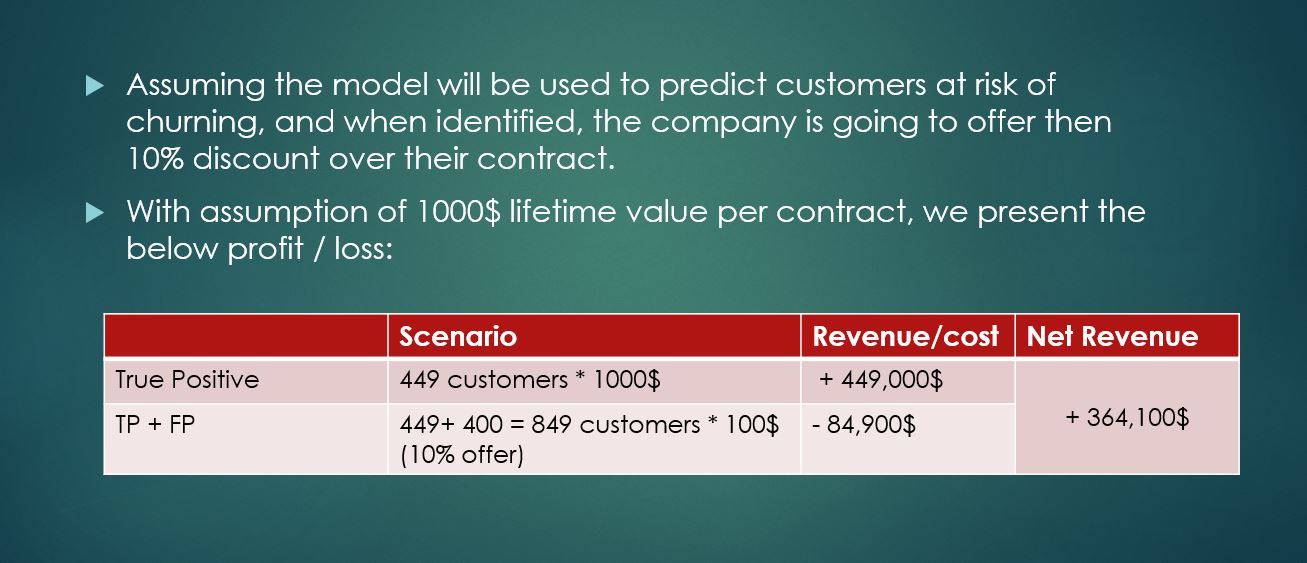 Assuming the model will be used to predict customers at risk of
churning, and when identified, the company is going to offer then
10% discount over their contract.
With assumption of 1000$ lifetime value per contract, we present the
below profit / loss:
Scenario Revenue/cost Net Revenue
True Positive 449 customers * 1000$ + 449,000$
+ 364,100$
TP + FP 449+ 400 = 849 customers * 100$ - 84,900$
(10% offer)